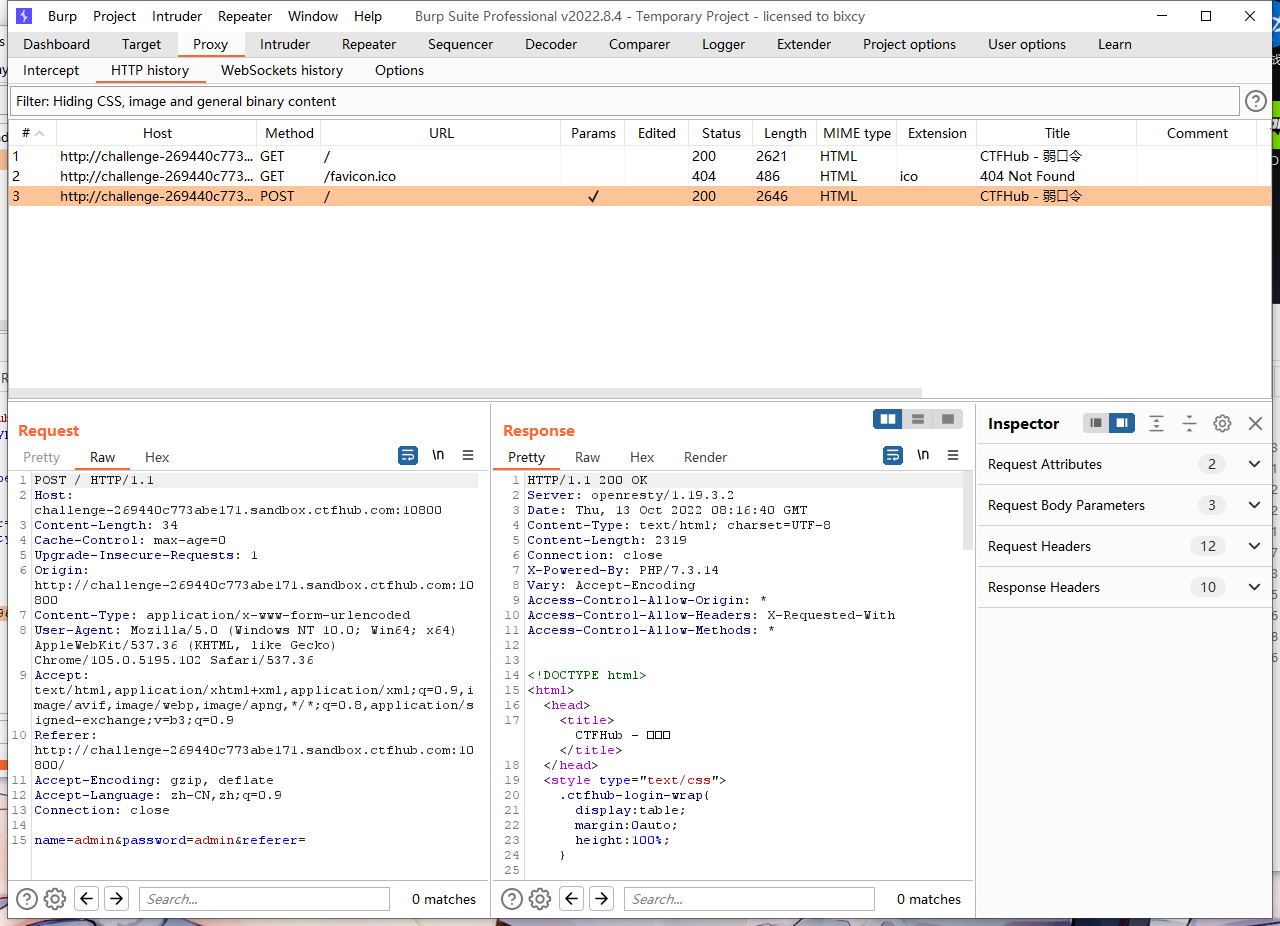 Burp Project Intruder Repeater Window Help Burp Suite Professional v2022.8.4 - Temporary Project - licensed to bixcy
Dashboard Target Proxy Intruder Repeater Sequencer Decoder Comparer Logger Extender Project options User options Learn
Intercept HTTP history WebSockets history Options
Filter: Hiding CSS, image and general binary content
# Host Method URL Params Edited Status Length MIME type Extension Title Comment
1 http://challenge-269440c773... GET / 200 2621 HTML CTFHub - 弱口令
2 http://challenge-269440c773... GET /favicon.ico 404 486 HTML ico 404 Not Found
3 http://challenge-269440c773... POST / ✓ 200 2646 HTML CTFHub - 弱口令
Request
Pretty Raw Hex \n
1 POST / HTTP/1.1
2 Host:
challenge-269440c773abe171.sandbox.ctfhub.com:10800
3 Content-Length: 34
4 Cache-Control: max-age=0
5 Upgrade-Insecure-Requests: 1
6 Origin:
http://challenge-269440c773abe171.sandbox.ctfhub.com:10
800
7 Content-Type: application/x-www-form-urlencoded
8 User-Agent: Mozilla/5.0 (Windows NT 10.0; Win64; x64)
AppleWebKit/537.36 (KHTML, like Gecko)
Chrome/105.0.5195.102 Safari/537.36
9 Accept:
text/html,application/xhtml+xml,application/xml;q=0.9,i
mage/avif,image/webp,image/apng,*/*;q=0.8,application/s
igned-exchange;v=b3;q=0.9
10 Referer:
http://challenge-269440c773abe171.sandbox.ctfhub.com:10
800/
11 Accept-Encoding: gzip, deflate
12 Accept-Language: zh-CN,zh;q=0.9
13 Connection: close
14
15 name=admin&password=admin&referer=
Search... 0 matches
Response
Pretty Raw Hex Render \n
1 HTTP/1.1 200 OK
2 Server: openresty/1.19.3.2
3 Date: Thu, 13 Oct 2022 08:16:40 GMT
4 Content-Type: text/html; charset=UTF-8
5 Content-Length: 2319
6 Connection: close
7 X-Powered-By: PHP/7.3.14
8 Vary: Accept-Encoding
9 Access-Control-Allow-Origin: *
10 Access-Control-Allow-Headers: X-Requested-With
11 Access-Control-Allow-Methods: *
12
13
14 <!DOCTYPE html>
15 <html>
16 <head>
17 <title>
CTFHub - □□□
</title>
18 </head>
19 <style type="text/css">
20 .ctfhub-login-wrap{
21 display:table;
22 margin:0auto;
23 height:100%;
24 }
25
Search... 0 matches
Inspector
Request Attributes 2
Request Body Parameters 3
Request Headers 12
Response Headers 10